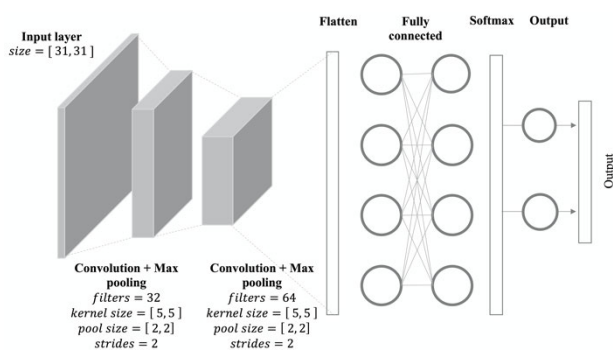 Input layer
size = [31,31]
Flatten
Fully
connected
Softmax
Output
Output
Convolution + Max
pooling
filters = 32
kernel size = [5,5]
pool size = [2,2]
strides = 2
Convolution + Max
pooling
filters = 64
kernel size = [5,5]
pool size = [2,2]
strides = 2